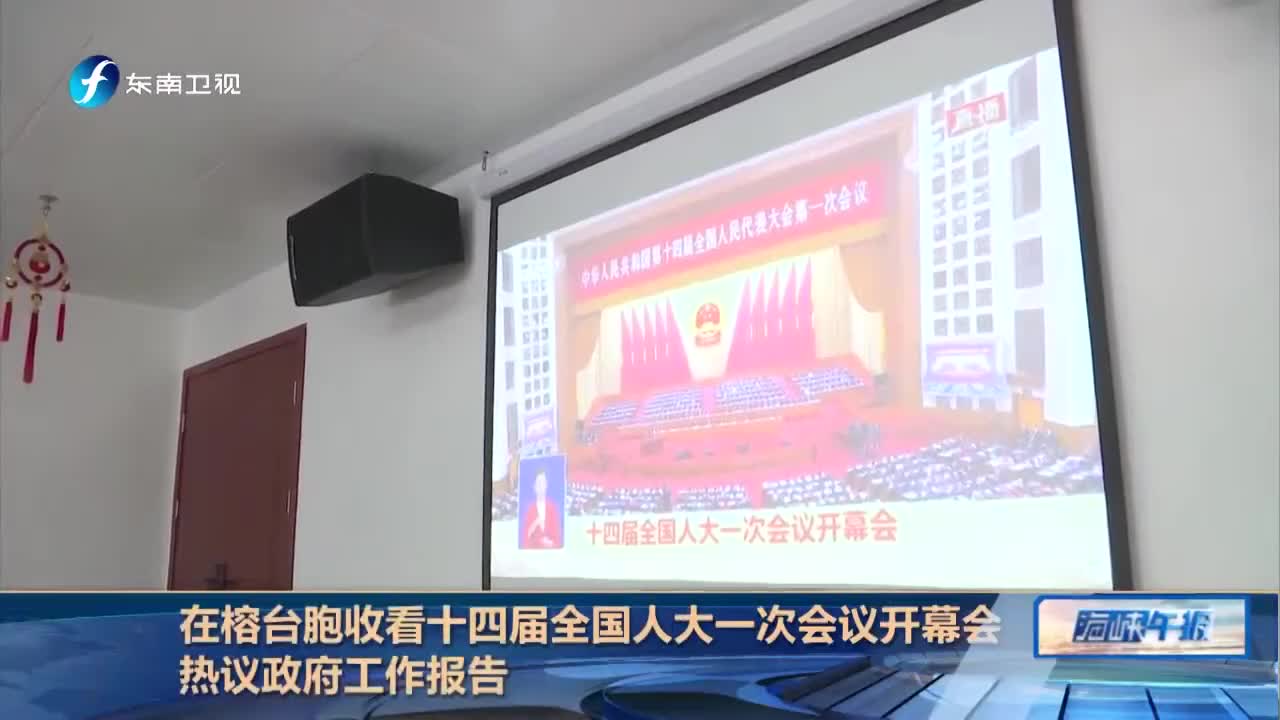 东南卫视
直播
中华人民共和国第十四届全国人民代表大会第一次会议
十四届全国人大一次会议开幕会
在榕台胞收看十四届全国人大一次会议开幕会
热议政府工作报告
海峡午报